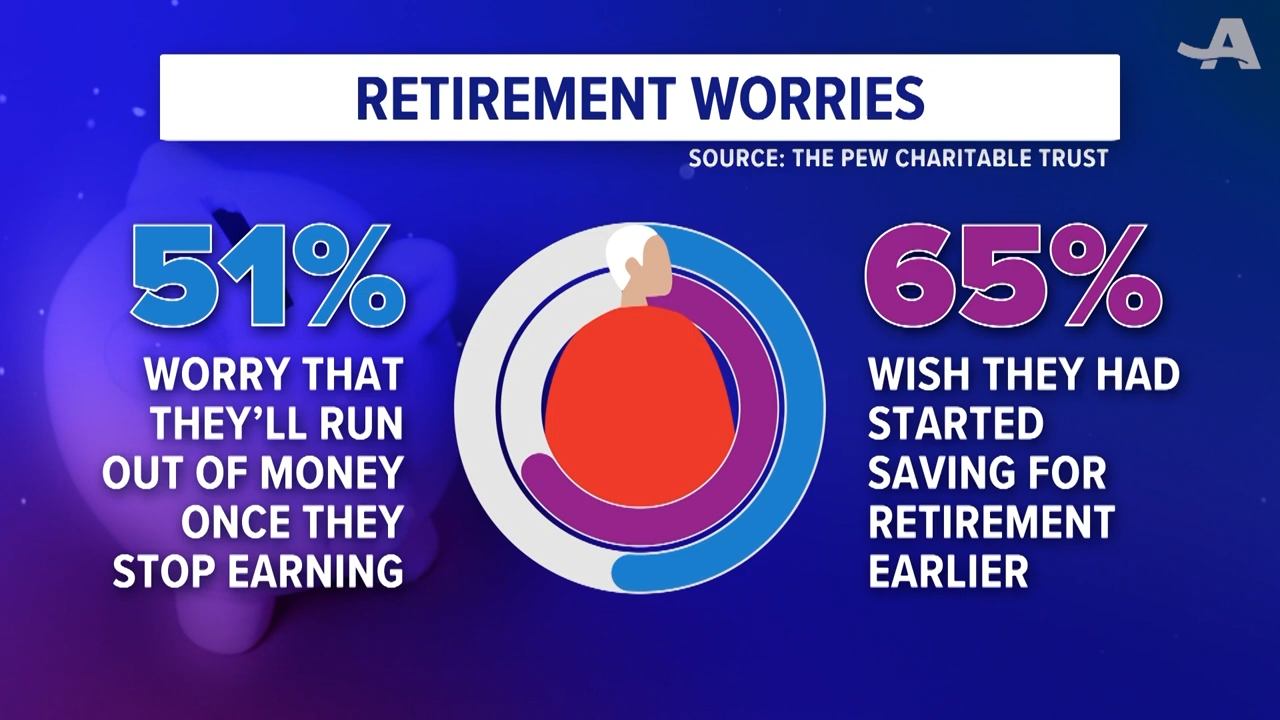 RETIREMENT WORRIES
SOURCE: THE PEW CHARITABLE TRUST
51%
WORRY THAT
THEY'LL RUN
OUT OF MONEY
ONCE THEY
STOP EARNING
65%
WISH THEY HAD
STARTED
SAVING FOR
RETIREMENT
EARLIER
A